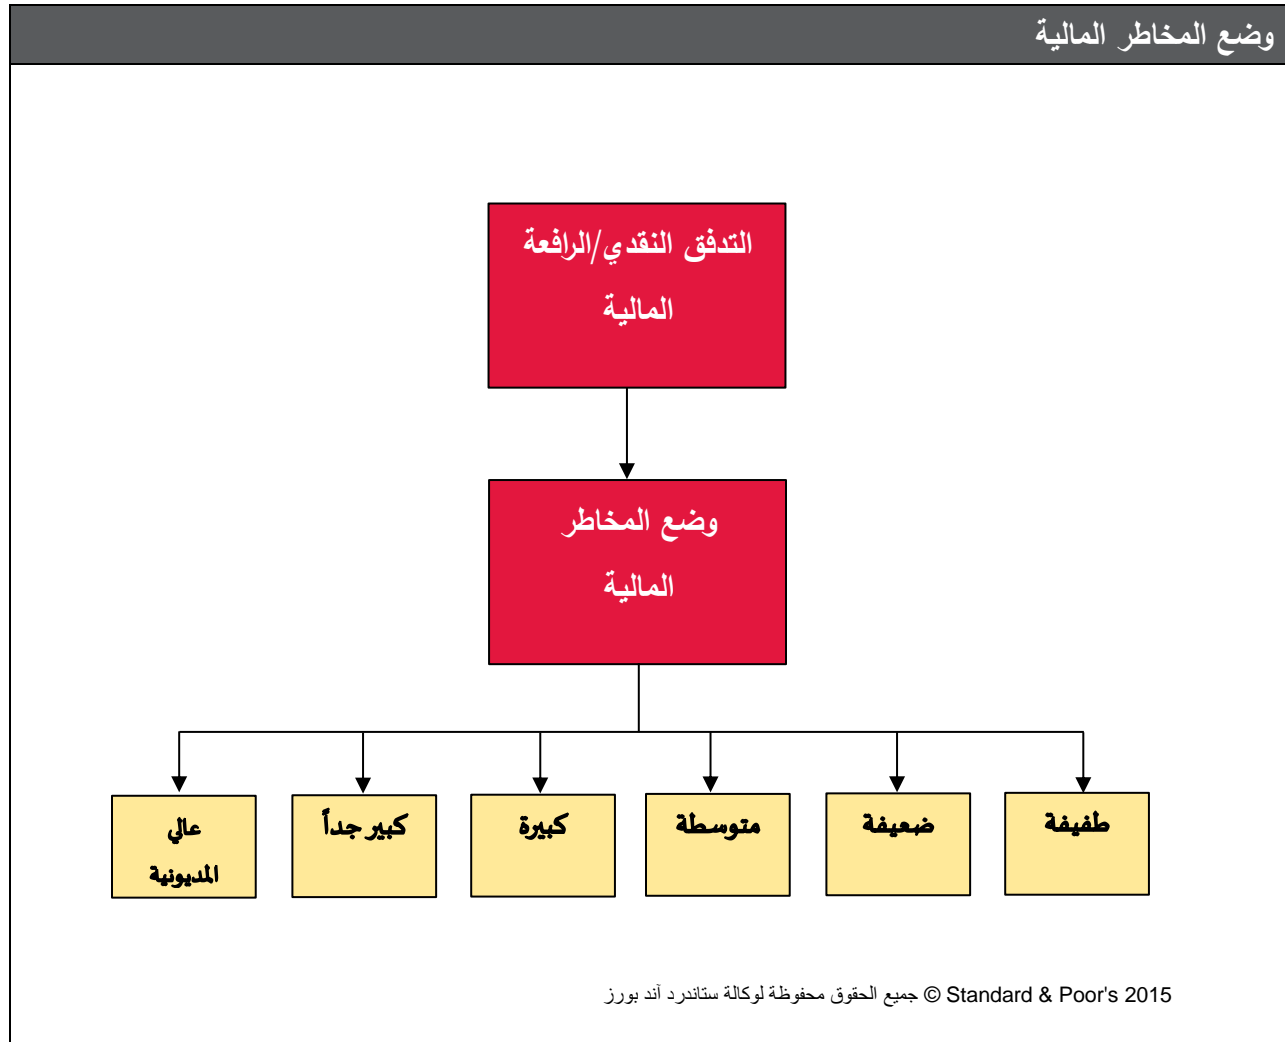 وضع المخاطر المالية
التدفق النقدي/الرافعة
المالية
وضع المخاطر
المالية
طفيفة
ضعيفة
متوسطة
كبيرة
كبير جداً
عالي
المديونية
Standard & Poor's 2015 © جميع الحقوق محفوظة لوكالة ستاندرد آند بورز